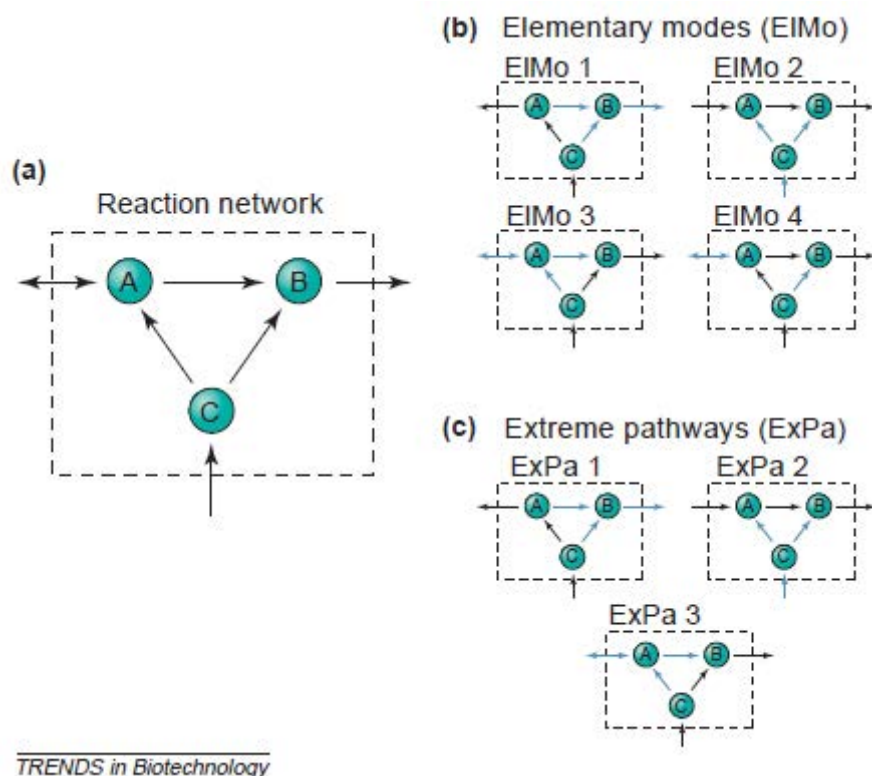 (a)
Reaction network
A
B
C
(b) Elementary modes (ElMo)
ElMo 1
ElMo 2
A
B
C
A
B
C
ElMo 3
ElMo 4
A
B
C
A
B
C
(c) Extreme pathways (ExPa)
ExPa 1
ExPa 2
A
B
C
A
B
C
ExPa 3
A
B
C
TRENDS in Biotechnology